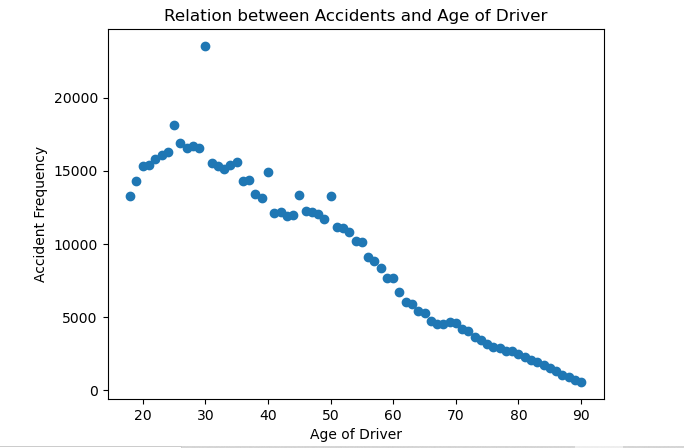 Relation between Accidents and Age of Driver
Accident Frequency
20000
15000
10000
5000
0
20 30 40 50 60 70 80 90
Age of Driver